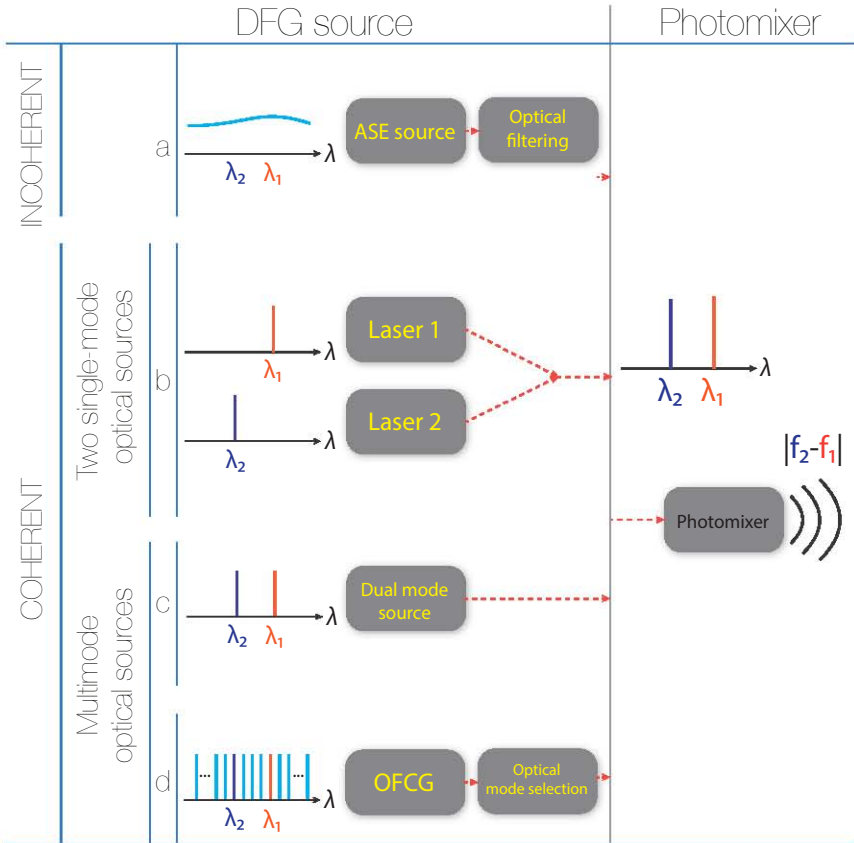 DFG source
Photomixer
INCOHERENT
a
λ
λ₂
λ₁
ASE source
Optical
filtering
COHERENT
Two single-mode
optical sources
b
λ
λ₁
Laser 1
λ
λ₂
Laser 2
λ
λ₂
λ₁
|f₂-f₁|
Photomixer
Multimode
optical sources
c
λ
λ₂
λ₁
Dual mode
source
d
...
...
λ
λ₂
λ₁
OFCG
Optical
mode selection